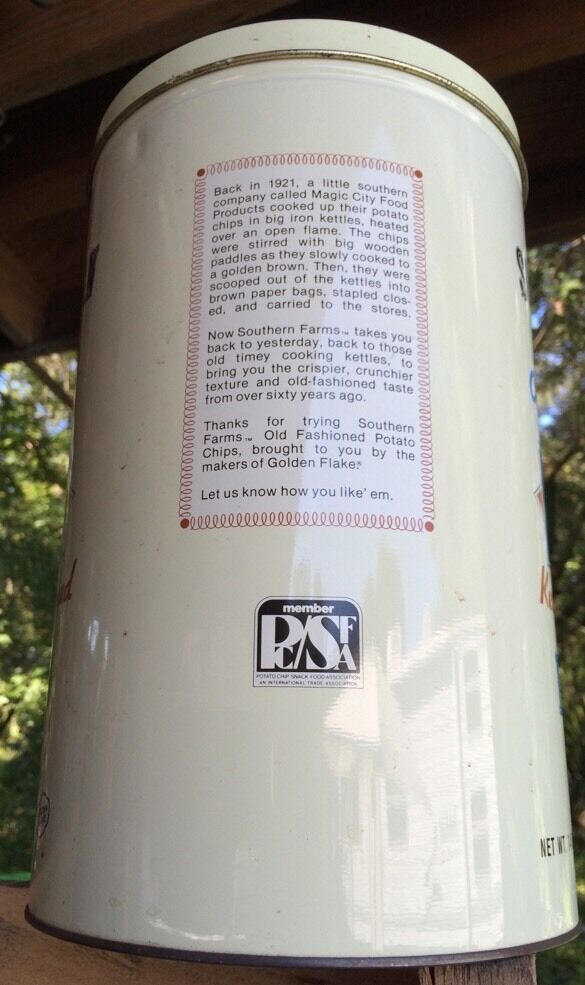 Back in 1921, a little southern
company called Magic City Food
Products cooked up their potato
chips in big iron kettles, heated
over an open flame. The chips
were stirred with big wooden
paddles as they slowly cooked to
a golden brown. Then, they were
scooped out of the kettles into
brown paper bags, stapled clos-
ed, and carried to the stores.
Now Southern Farms™ takes you
back to yesterday, back to those
old timey cooking kettles, to
bring you the crispier, crunchier
texture and old-fashioned taste
from over sixty years ago.
Thanks for trying Southern
Farms™ Old Fashioned Potato
Chips, brought to you by the
makers of Golden Flake®.
Let us know how you like' em.
member
PC/SFA
POTATO CHIP SNACK FOOD ASSOCIATION
AN INTERNATIONAL TRADE ASSOCIATION
NET WT.